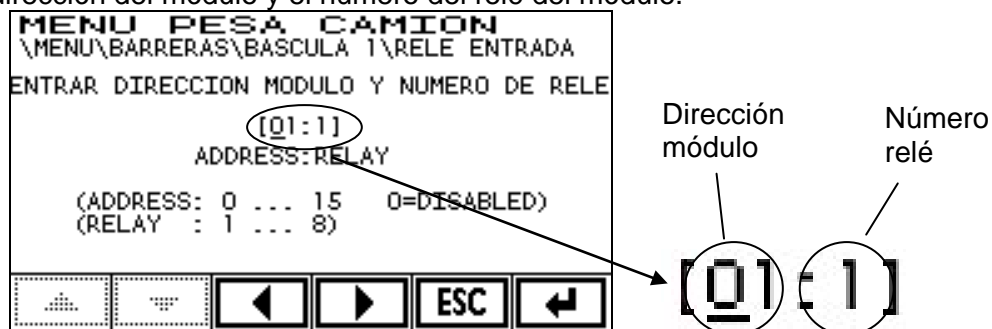 dirección del módulo y el número del relé del módulo.
MENU PESA CAMION
\MENU\BARRERAS\BASCULA 1\RELE ENTRADA
ENTRAR DIRECCION MODULO Y NUMERO DE RELE
[01:1]
ADDRESS:RELAY
(ADDRESS: 0 ... 15 0=DISABLED)
(RELAY : 1 ... 8)
ESC
Dirección
módulo
Número
relé
[01:1]